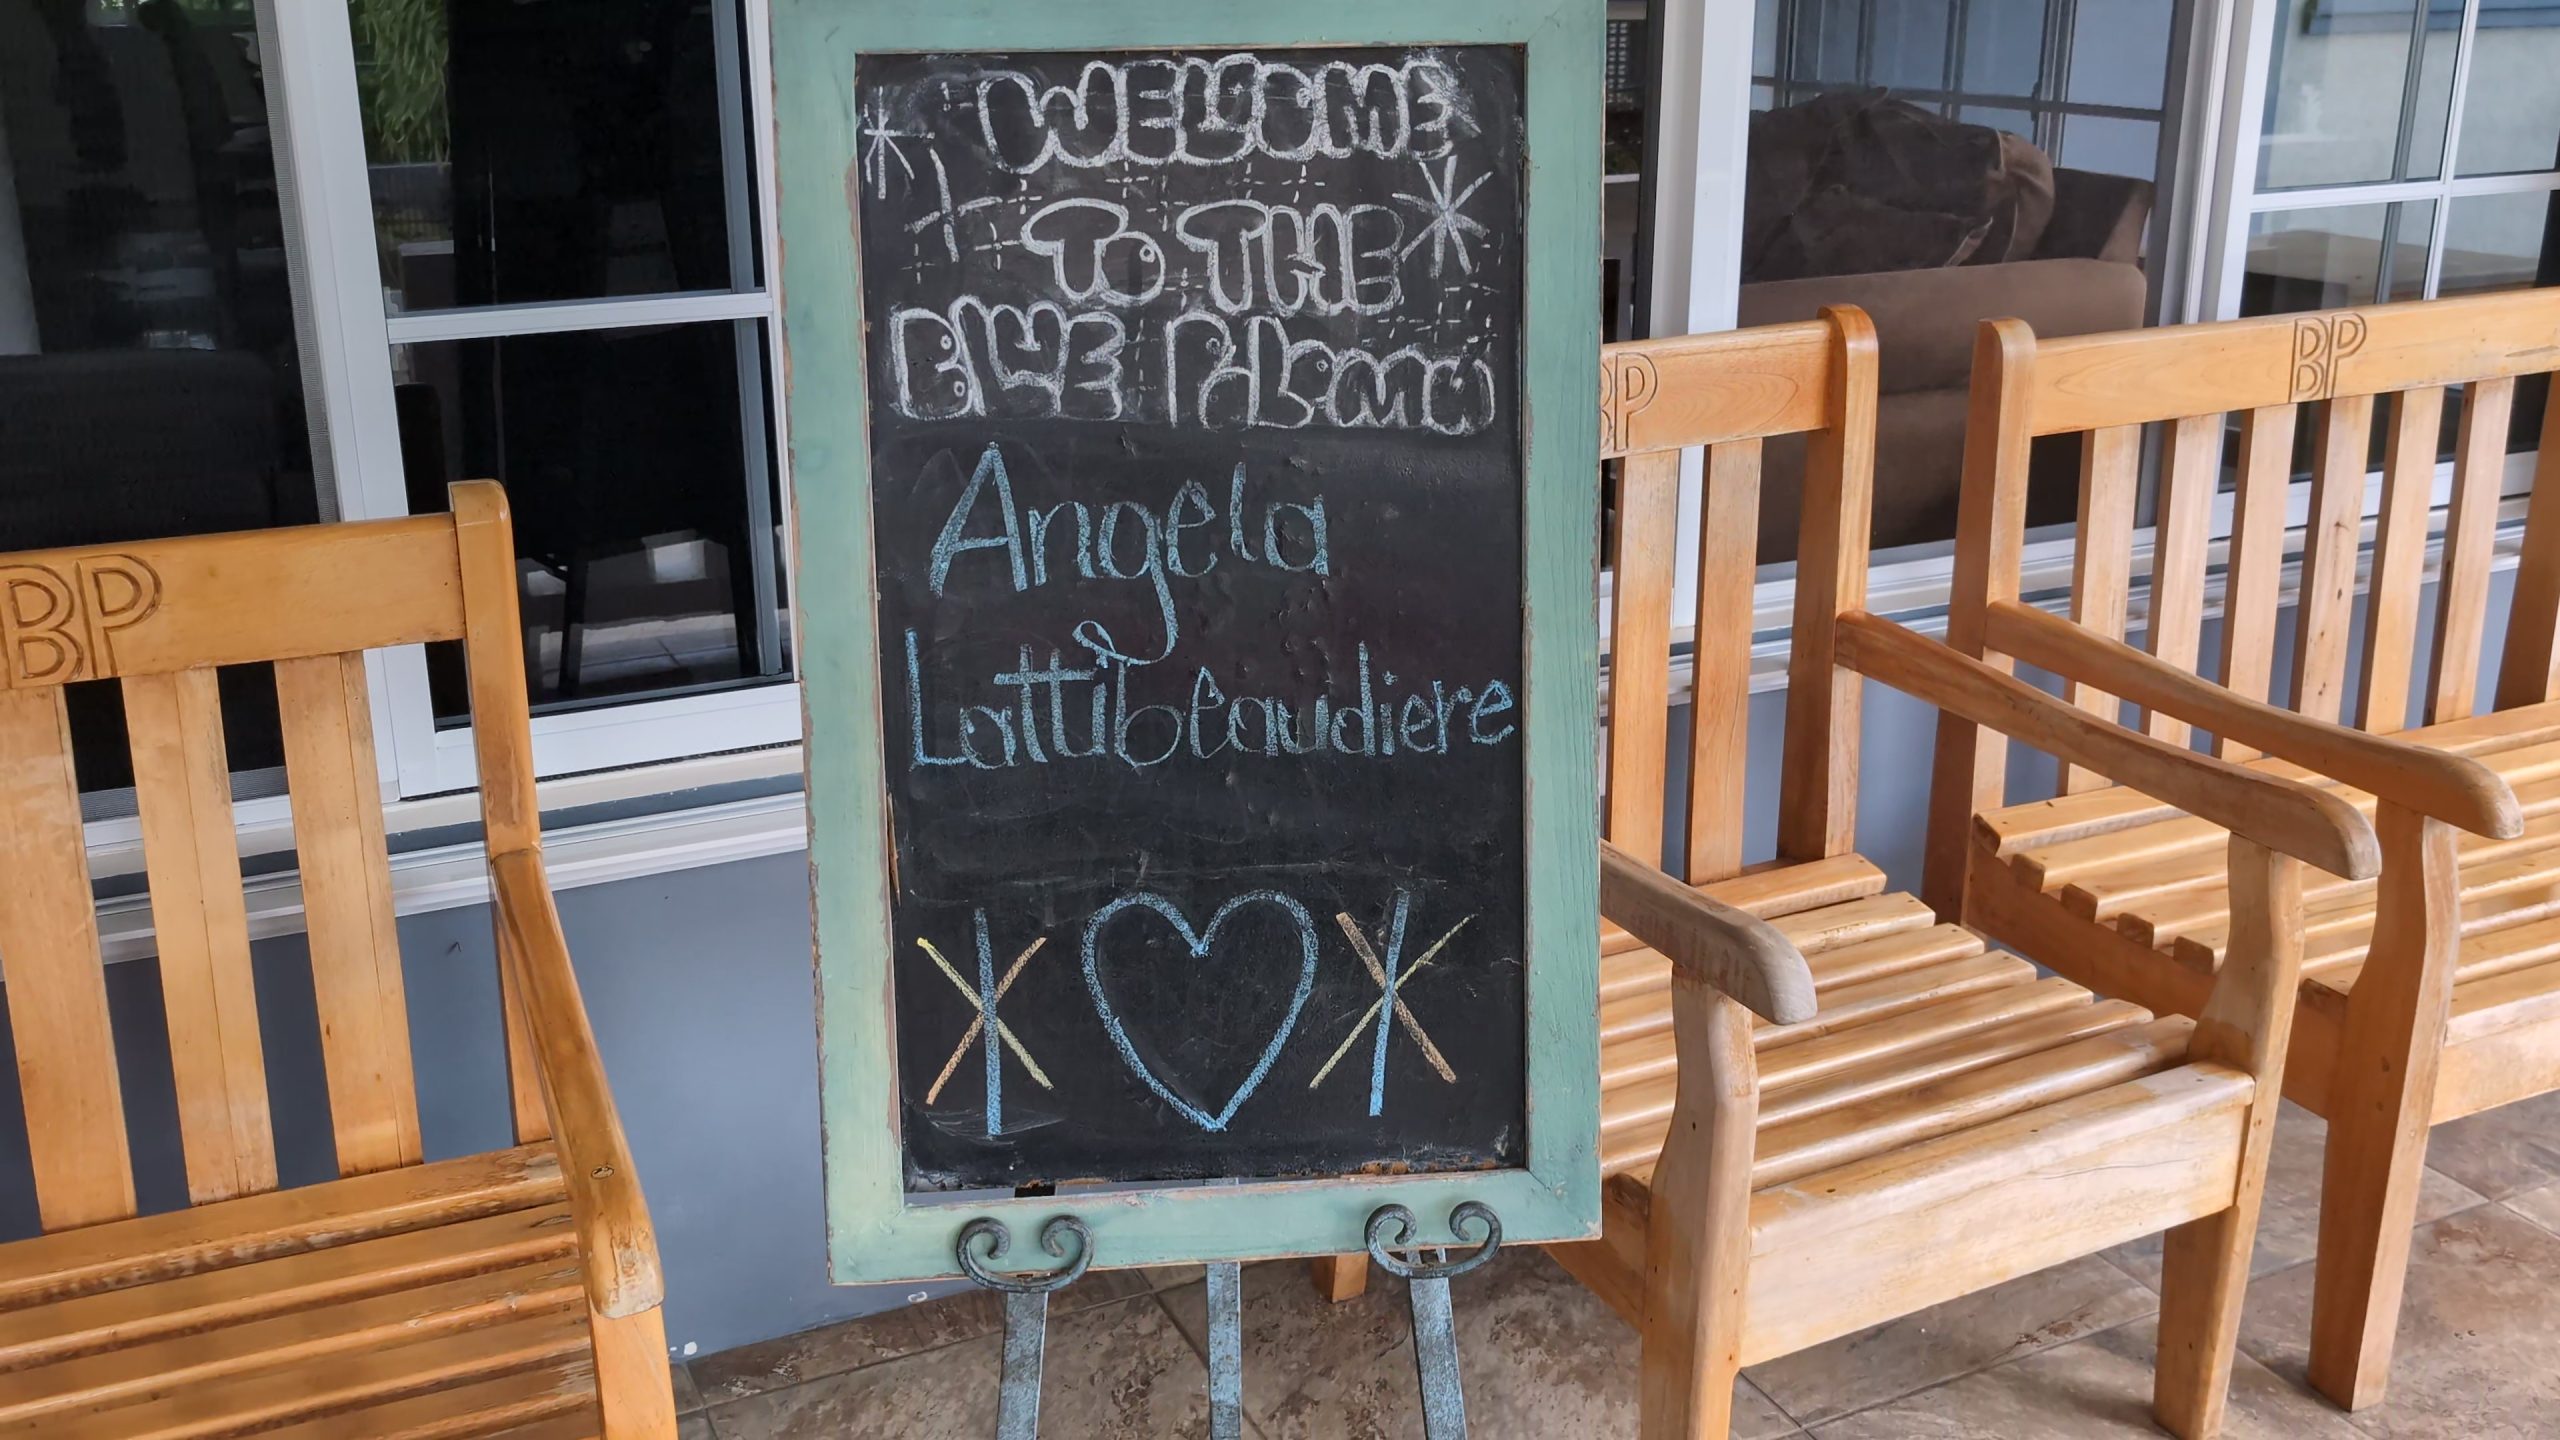 WELCOME
TO THE
BLUE PaLoma
Angela
Lattibeaudiere
BP
BP
BP